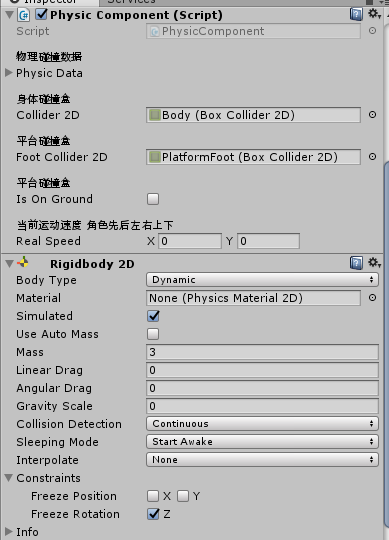 Inspector Services
Physic Component (Script)
Script PhysicComponent
物理碰撞数据
Physic Data
身体碰撞盒
Collider 2D Body (Box Collider 2D)
平台碰撞盒
Foot Collider 2D PlatformFoot (Box Collider 2D)
平台碰撞盒
Is On Ground
当前运动速度 角色先后左右上下
Real Speed X 0 Y 0
Rigidbody 2D
Body Type Dynamic
Material None (Physics Material 2D)
Simulated
Use Auto Mass
Mass 3
Linear Drag 0
Angular Drag 0
Gravity Scale 0
Collision Detection Continuous
Sleeping Mode Start Awake
Interpolate None
Constraints
Freeze Position X Y
Freeze Rotation Z
Info